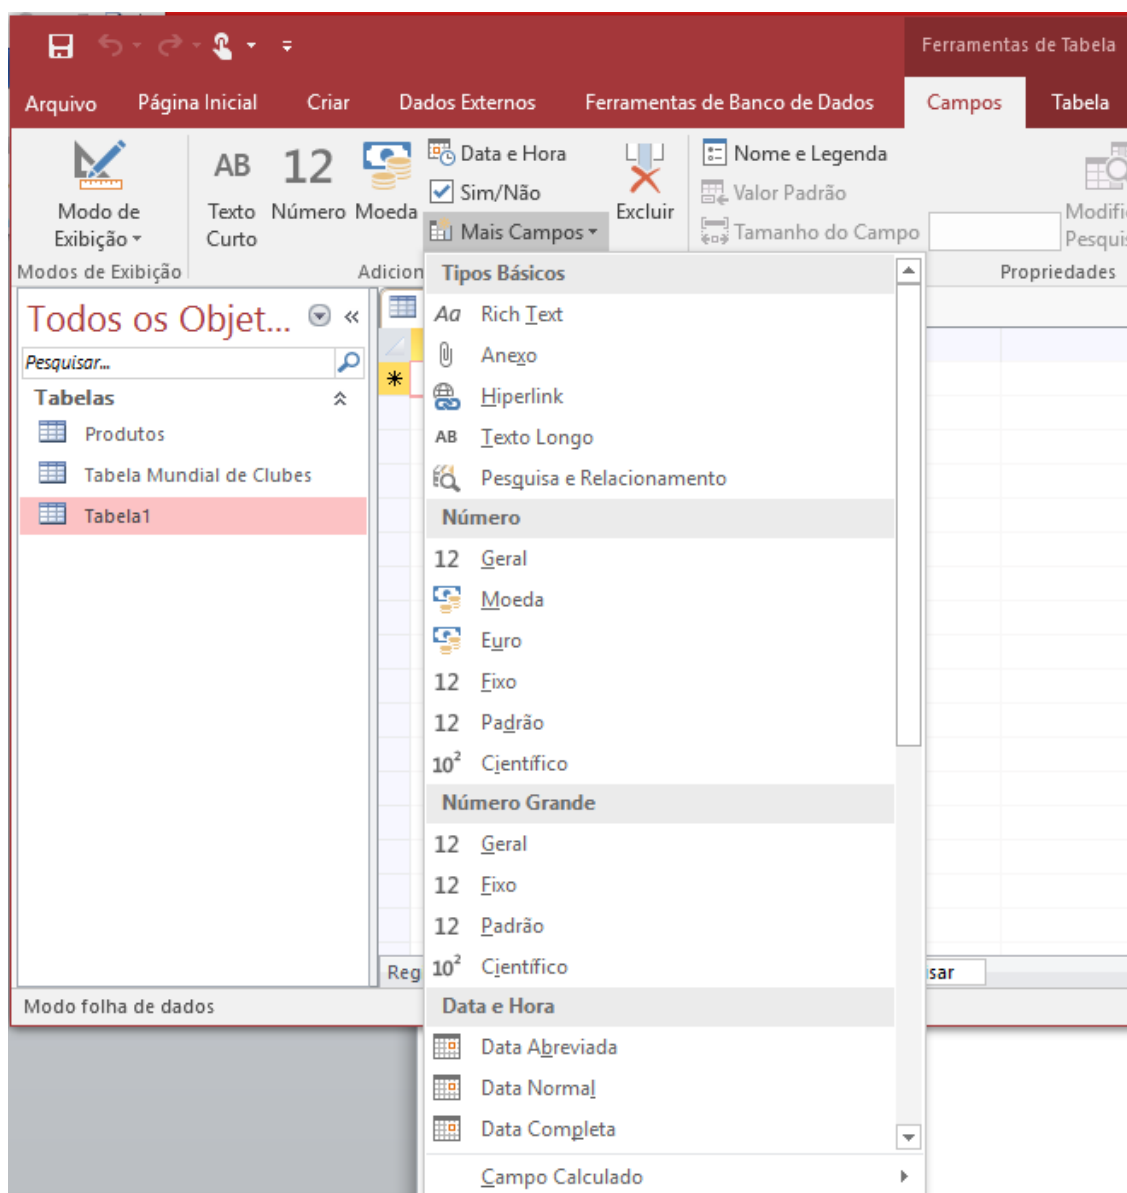 Ferramentas de Tabela
Arquivo Página Inicial Criar Dados Externos Ferramentas de Banco de Dados Campos Tabela
Modo de Exibição
AB Texto Curto
12 Número
Moeda
Data e Hora
Sim/Não
Mais Campos
Excluir
Nome e Legenda
Valor Padrão
Tamanho do Campo
Modos de Exibição
Propriedades
Todos os Objet... «
Pesquisar...
Tabelas
Produtos
Tabela Mundial de Clubes
Tabela1
Tipos Básicos
Aa Rich Text
Anexo
Hiperlink
AB Texto Longo
Pesquisa e Relacionamento
Número
12 Geral
Moeda
Euro
12 Fixo
12 Padrão
10² Científico
Número Grande
12 Geral
12 Fixo
12 Padrão
10² Científico
Data e Hora
Data Abreviada
Data Normal
Data Completa
Campo Calculado
Modo folha de dados